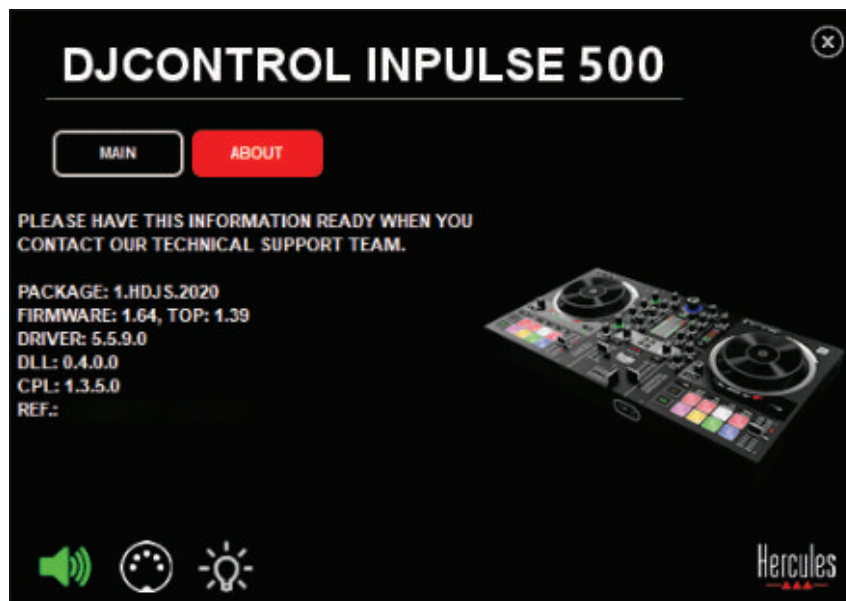 DJCONTROL INPULSE 500
MAIN
ABOUT
PLEASE HAVE THIS INFORMATION READY WHEN YOU
CONTACT OUR TECHNICAL SUPPORT TEAM.
PACKAGE: 1.HDJS.2020
FIRMWARE: 1.64, TOP: 1.39
DRIVER: 5.5.9.0
DLL: 0.4.0.0
CPL: 1.3.5.0
REF.:
Hercules